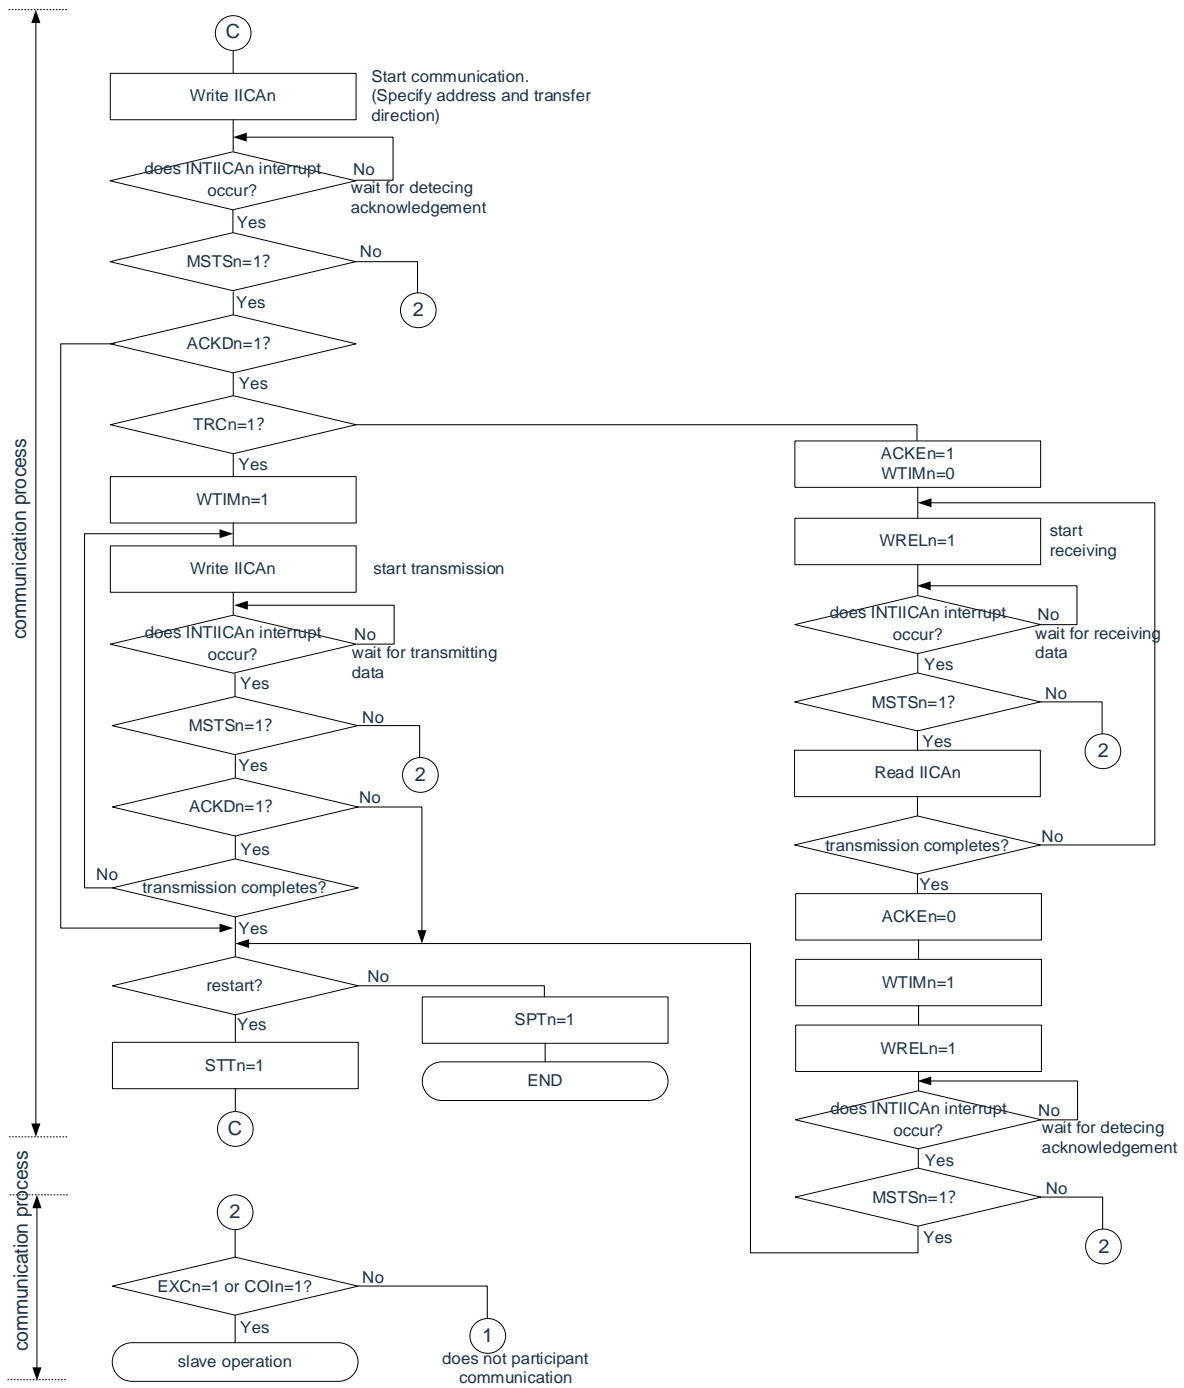 C
Write IICAn
Start communication.
(Specify address and transfer
direction)
does INTIICAn interrupt
occur?
No
wait for detecing
acknowledgement
Yes
MSTSn=1?
No
2
Yes
ACKDn=1?
Yes
TRCn=1?
Yes
WTIMn=1
Write IICAn
start transmission
does INTIICAn interrupt
occur?
No
wait for transmitting
data
Yes
MSTSn=1?
No
2
Yes
ACKDn=1?
No
Yes
No
transmission completes?
Yes
restart?
No
Yes
SPTn=1
STTn=1
END
C
ACKEn=1
WTIMn=0
WRELn=1
start
receiving
does INTIICAn interrupt
occur?
No
wait for receiving
data
Yes
MSTSn=1?
No
2
Yes
Read IICAn
transmission completes?
No
Yes
ACKEn=0
WTIMn=1
WRELn=1
does INTIICAn interrupt
occur?
No
wait for detecing
acknowledgement
Yes
MSTSn=1?
No
2
Yes
communication process
communication process
2
EXCn=1 or COIn=1?
No
Yes
1
slave operation
does not participant
communication